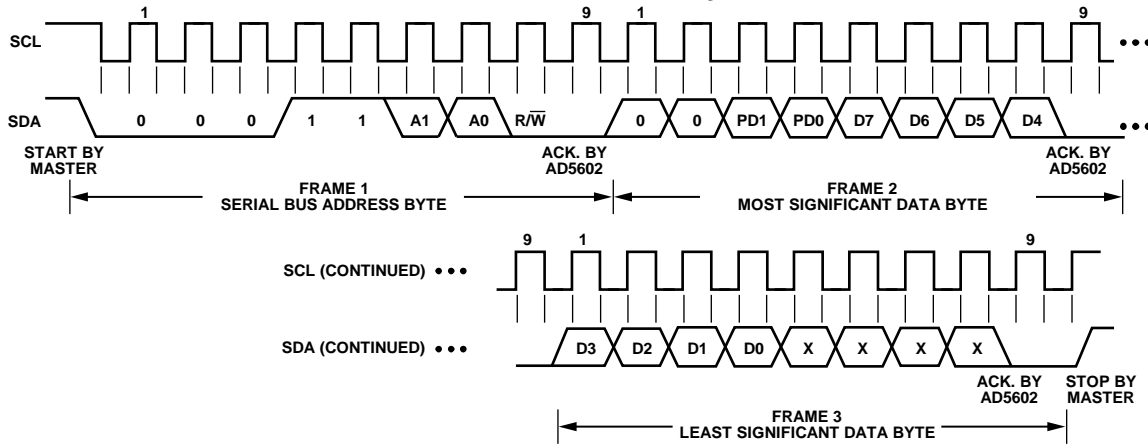 1 9 1 9
SCL •••
SDA 0 0 0 1 1 A1 A0 R/W̅ 0 0 PD1 PD0 D7 D6 D5 D4 •••
START BY MASTER
ACK. BY AD5602
ACK. BY AD5602
FRAME 1
SERIAL BUS ADDRESS BYTE
FRAME 2
MOST SIGNIFICANT DATA BYTE
9 1 9
SCL (CONTINUED) •••
SDA (CONTINUED) ••• D3 D2 D1 D0 X X X X
ACK. BY AD5602
STOP BY MASTER
FRAME 3
LEAST SIGNIFICANT DATA BYTE